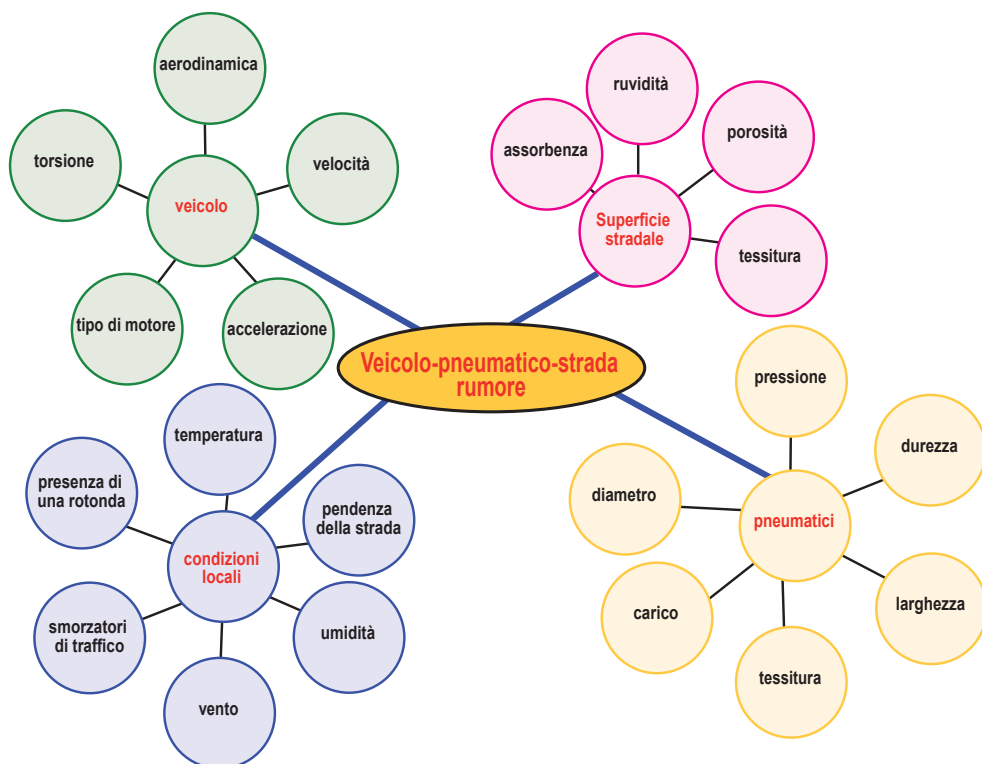 aerodinamica
torsione
velocità
veicolo
tipo di motore
accelerazione
ruvidità
assorbenza
porosità
Superficie
stradale
tessitura
Veicolo-pneumatico-strada
rumore
temperatura
presenza di
una rotonda
pendenza
della strada
condizioni
locali
smorzatori
di traffico
umidità
vento
pressione
durezza
diametro
pneumatici
carico
larghezza
tessitura